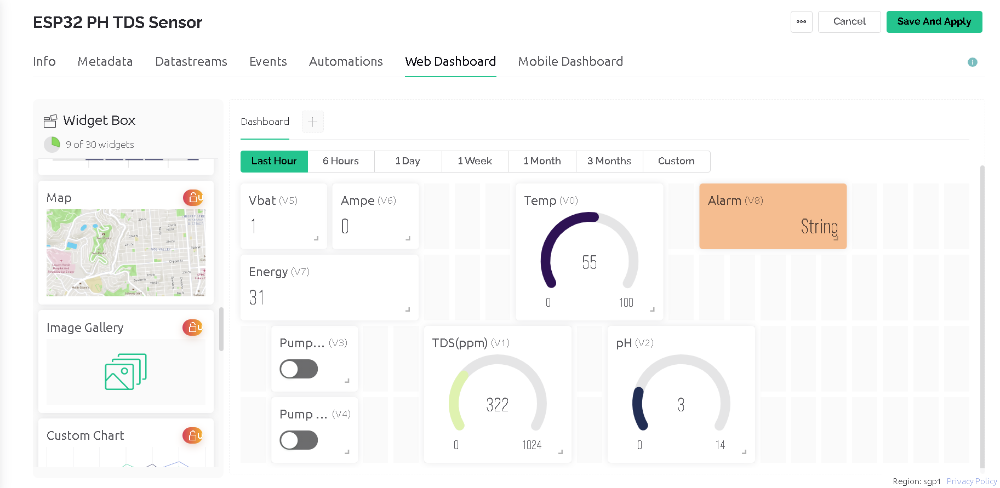 ESP32 PH TDS Sensor
Cancel
Save And Apply
Info
Metadata
Datastreams
Events
Automations
Web Dashboard
Mobile Dashboard
Widget Box
9 of 30 widgets
Map
Image Gallery
Custom Chart
Dashboard
Last Hour
6 Hours
1 Day
1 Week
1 Month
3 Months
Custom
Vbat (V5)
1
Ampe (V6)
0
Energy (V7)
31
Temp (V0)
55
0
100
Alarm (V8)
String
Pump... (V3)
Pump ... (V4)
TDS(ppm) (V1)
322
0
1024
pH (V2)
3
0
14
Region: sgp1
Privacy Policy